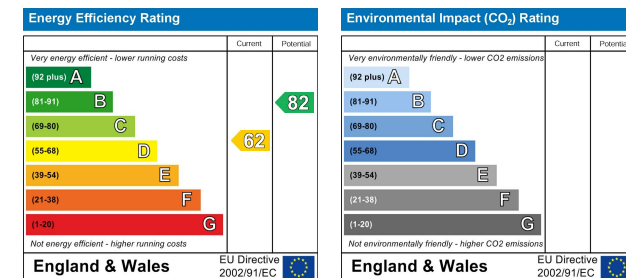 Energy Efficiency Rating
Current Potential
Very energy efficient - lower running costs
(92 plus) A
(81-91) B
(69-80) C
(55-68) D
(39-54) E
(21-38) F
(1-20) G
82
62
Not energy efficient - higher running costs
England & Wales
EU Directive
2002/91/EC
Environmental Impact (CO2) Rating
Current Potential
Very environmentally friendly - lower CO2 emissions
(92 plus) A
(81-91) B
(69-80) C
(55-68) D
(39-54) E
(21-38) F
(1-20) G
Not environmentally friendly - higher CO2 emissions
England & Wales
EU Directive
2002/91/EC